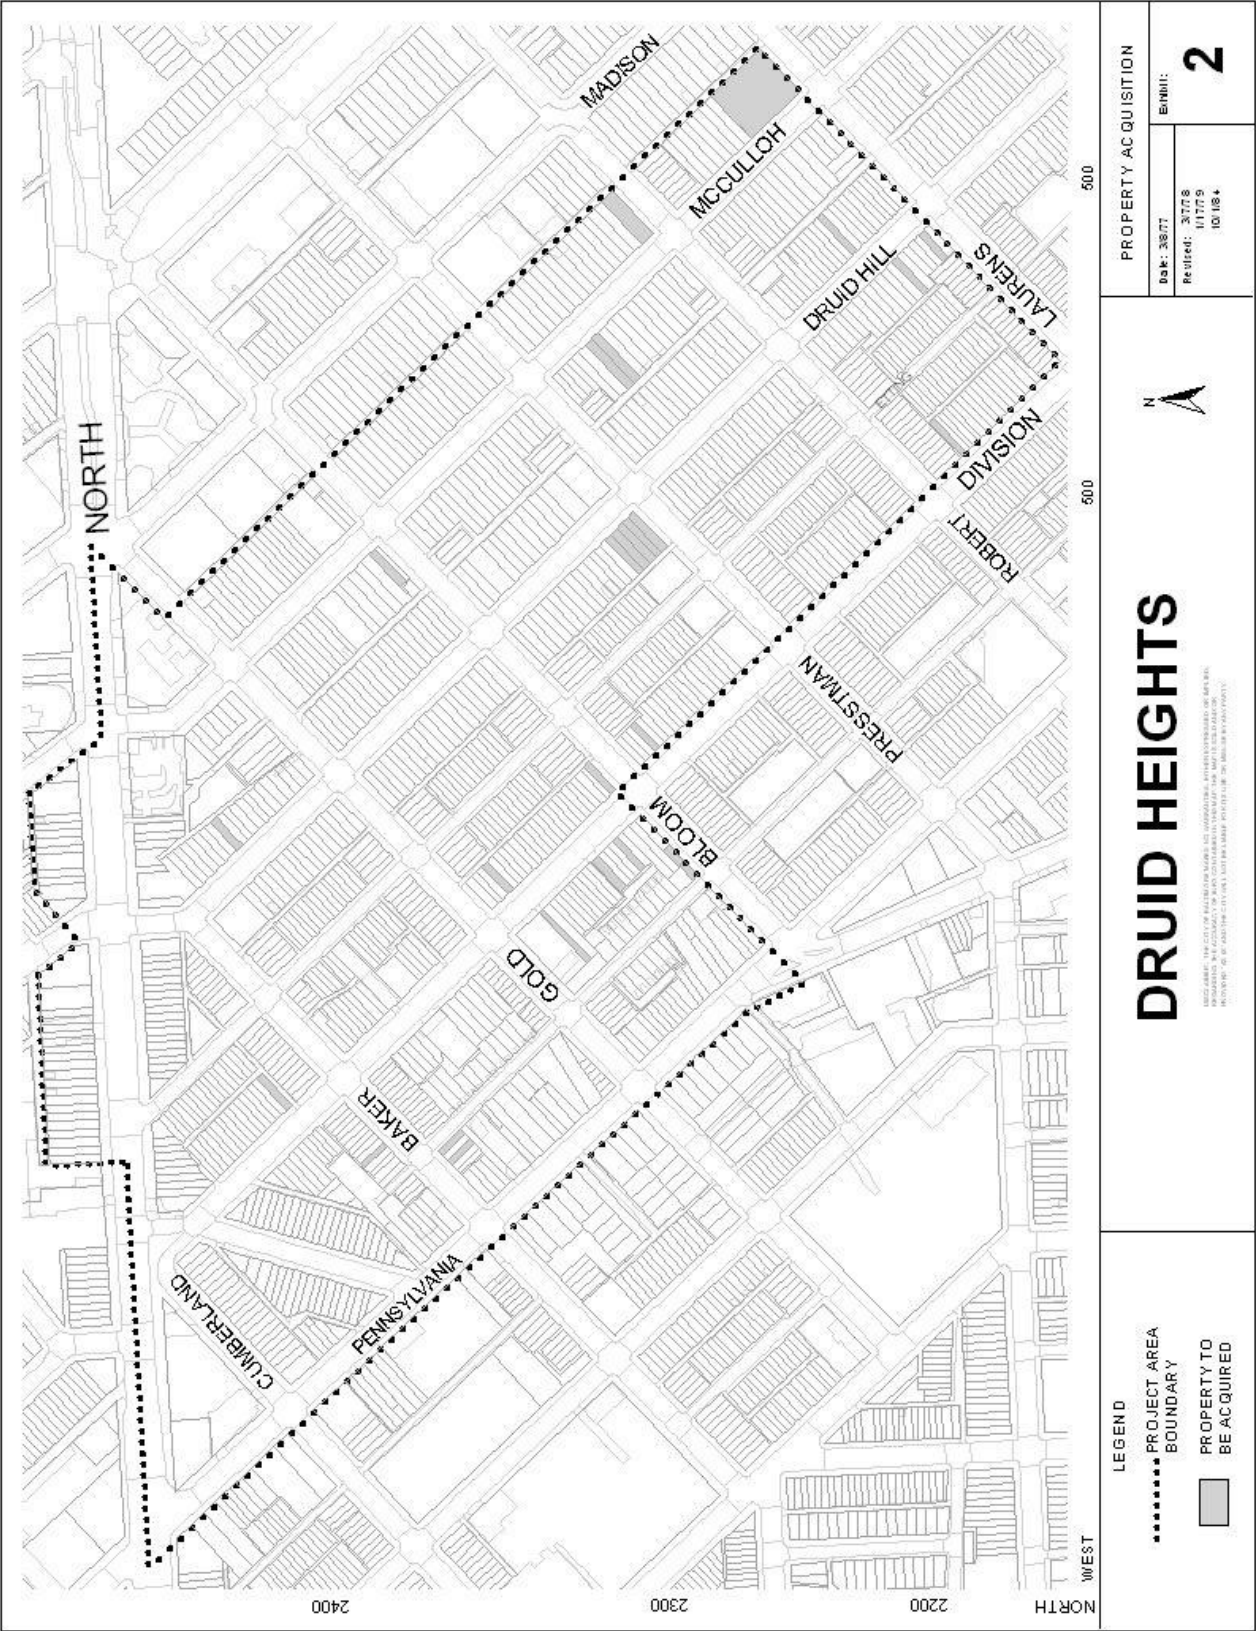 NORTH
MADISON
MCCULLOH
DRUID HILL
LAURENS
DIVISION
ROBERT
PRESSTMAN
BLOOM
GOLD
BAKER
PENNSYLVANIA
CUMBERLAND
2400
2300
2200
NORTH
WEST
500
500
LEGEND
PROJECT AREA
BOUNDARY
PROPERTY TO
BE ACQUIRED
DRUID HEIGHTS
N
PROPERTY ACQUISITION
Date: 3/8/77
Revised: 3/7/78
1/17/79
10/1/84
Exhibit:
2